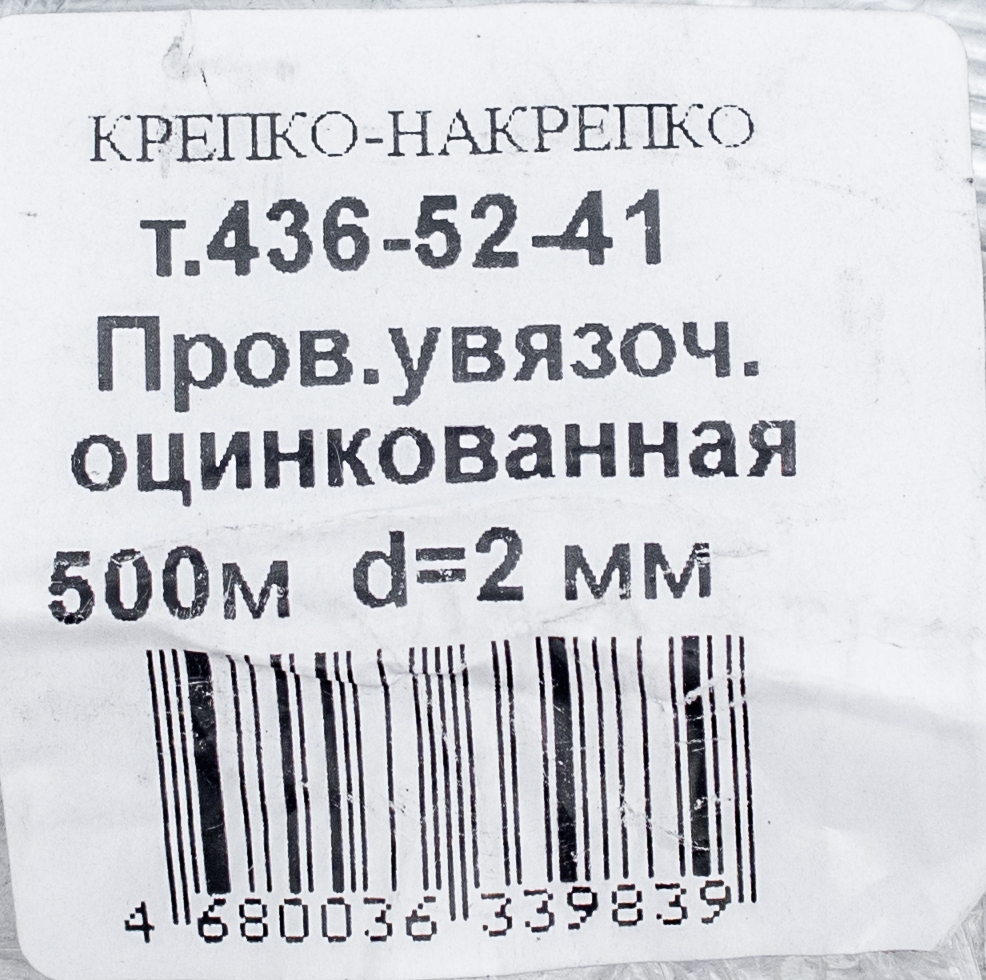 КРЕПКО-НАКРЕПКО
т.436-52-41
Пров.увязоч.
оцинкованная
500м d=2 мм
4 680036 339839